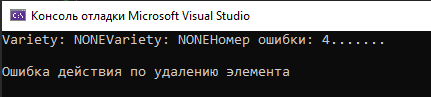 Консоль отладки Microsoft Visual Studio
Variety: NONEVariety: NONEНомер ошибки: 4.......
Ошибка действия по удалению элемента